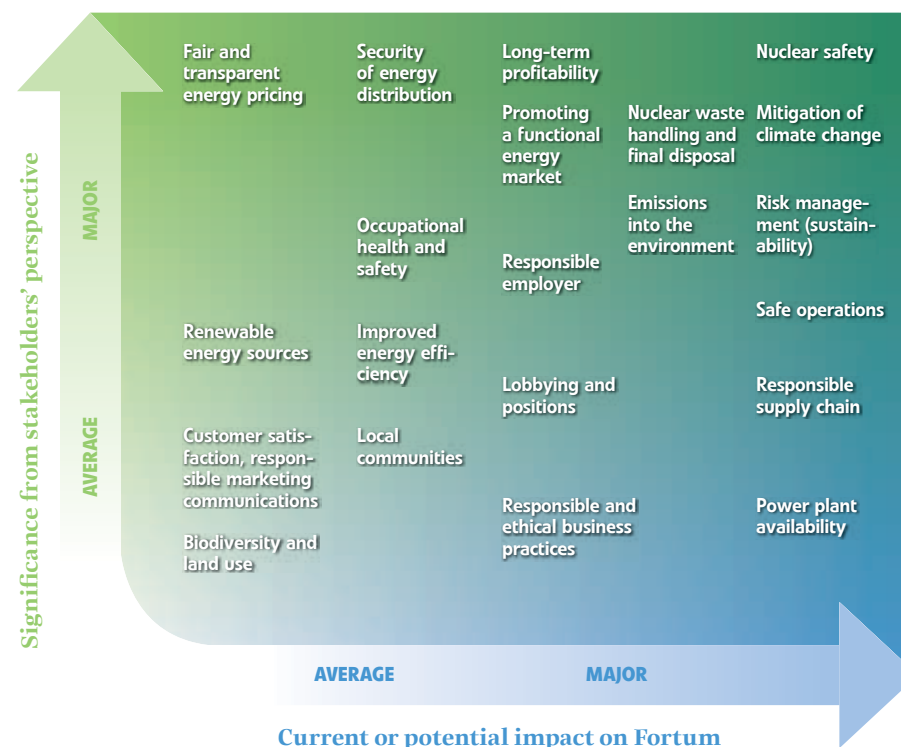 Significance from stakeholders' perspective
MAJOR
AVERAGE
Fair and
transparent
energy pricing
Security
of energy
distribution
Long-term
profitability
Nuclear safety
Promoting
a functional
energy
market
Nuclear waste
handling and
final disposal
Mitigation of
climate change
Occupational
health and
safety
Responsible
employer
Emissions
into the
environment
Risk manage-
ment (sustain-
ability)
Safe operations
Renewable
energy sources
Improved
energy effi-
ciency
Lobbying and
positions
Responsible
supply chain
Customer satis-
faction, respon-
sible marketing
communications
Local
communities
Responsible and
ethical business
practices
Power plant
availability
Biodiversity and
land use
AVERAGE
MAJOR
Current or potential impact on Fortum